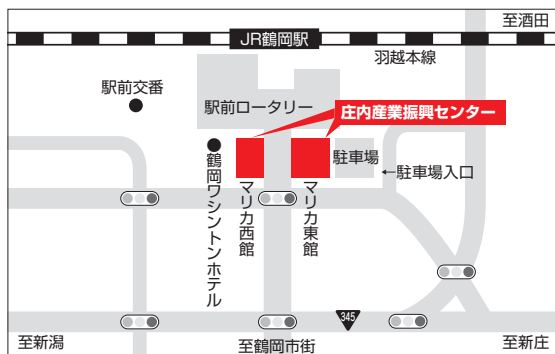 至酒田
JR鶴岡駅
羽越本線
駅前交番
駅前ロータリー
庄内産業振興センター
駐車場
←駐車場入口
鶴岡ワシントンホテル
マリカ西館
マリカ東館
345
至新潟
至鶴岡市街
至新庄